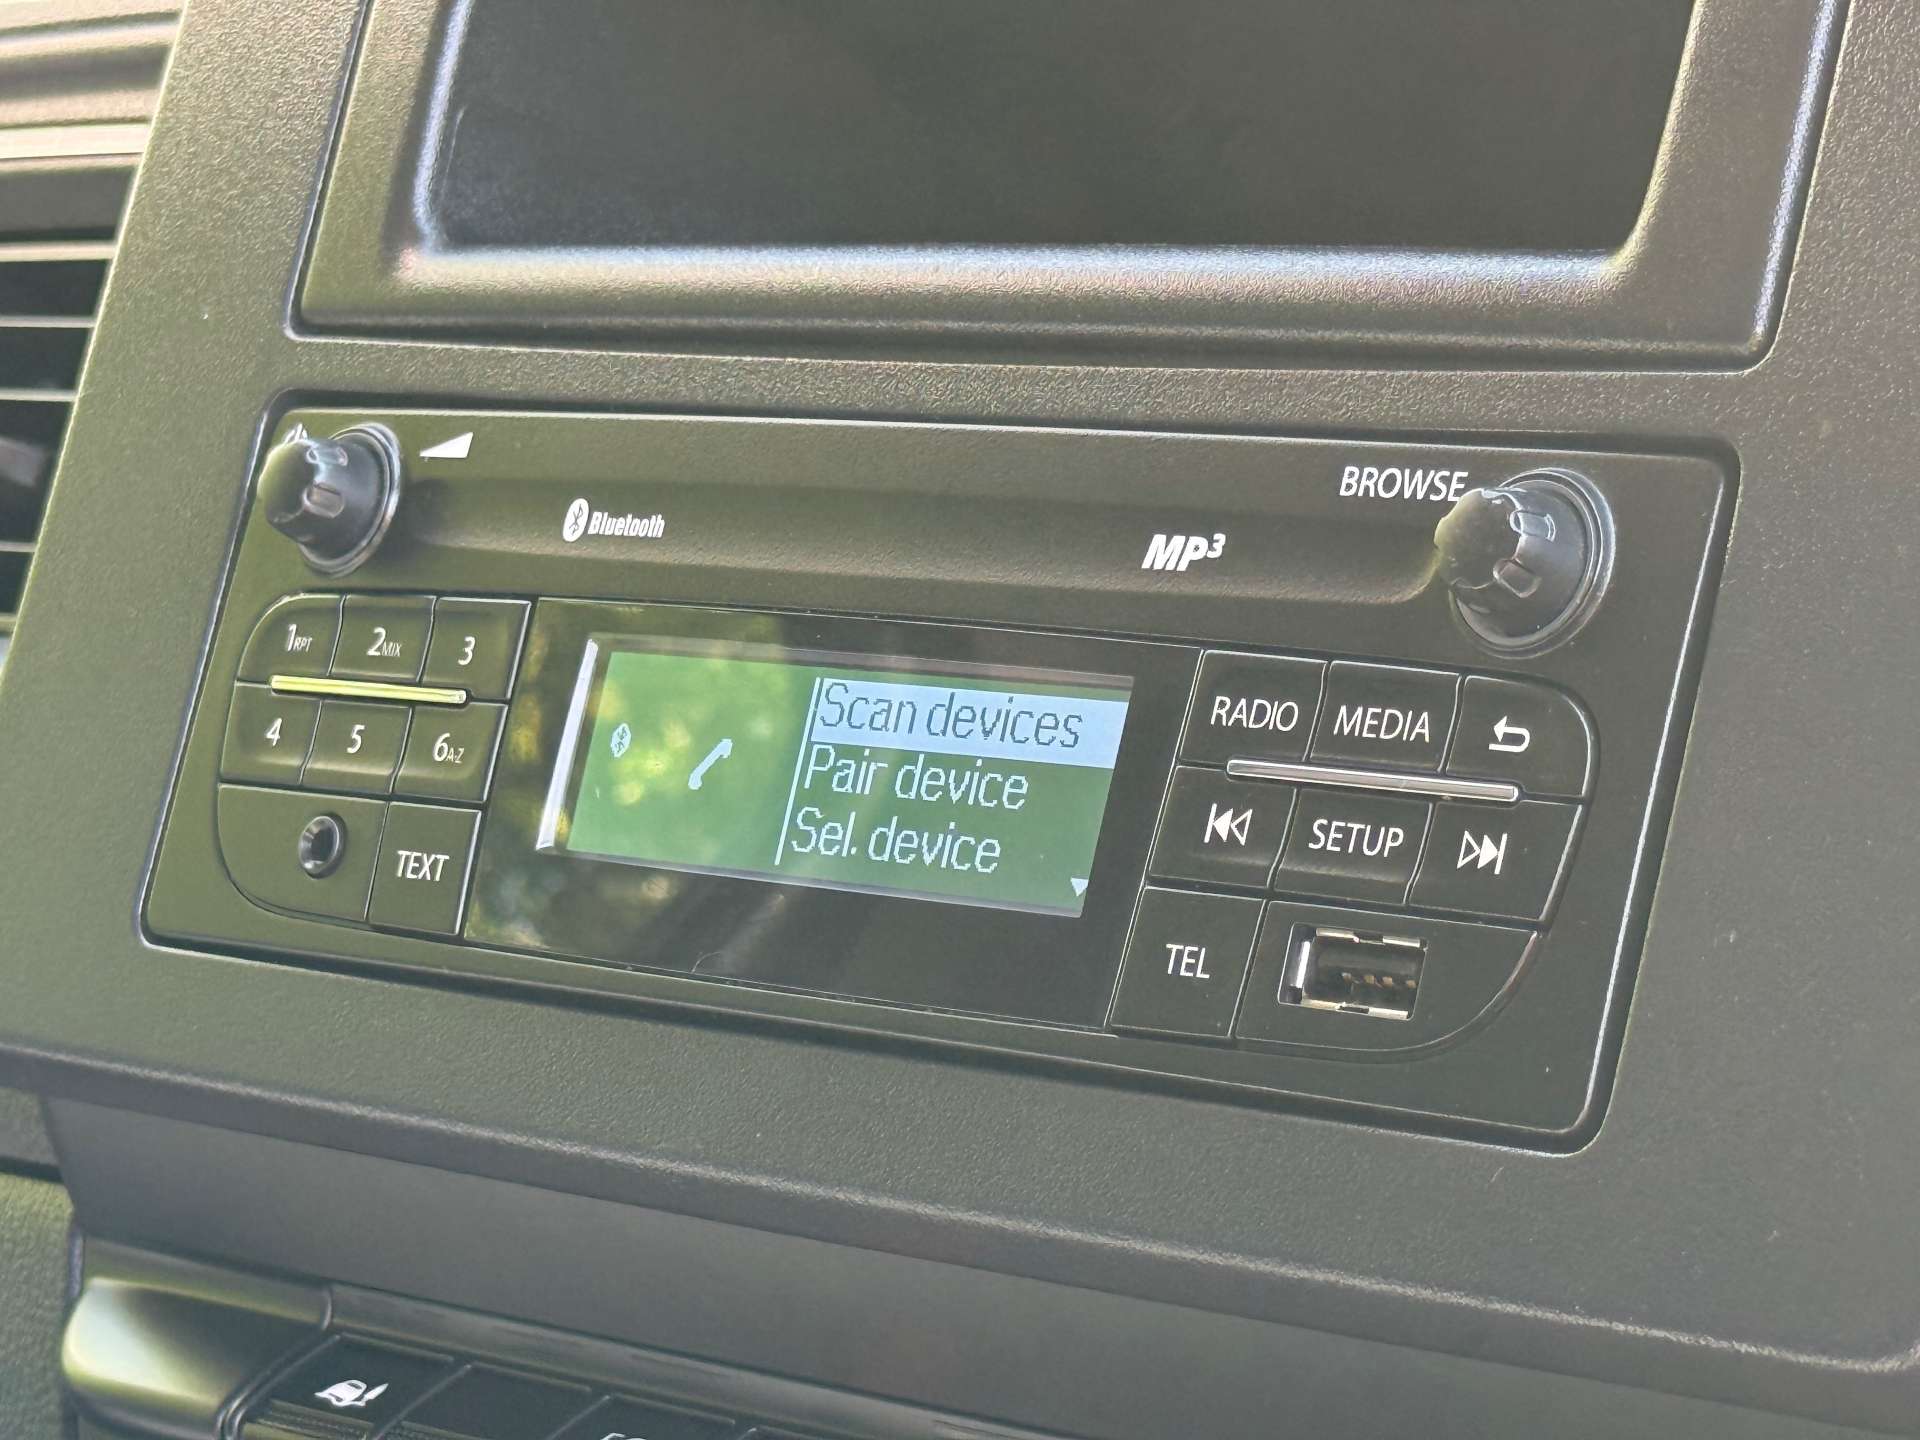 BROWSE
Bluetooth
MP3
1RPT
2MIX
3
4
5
6A-Z
TEXT
Scan devices
Pair device
Sel. device
RADIO
MEDIA
SETUP
TEL